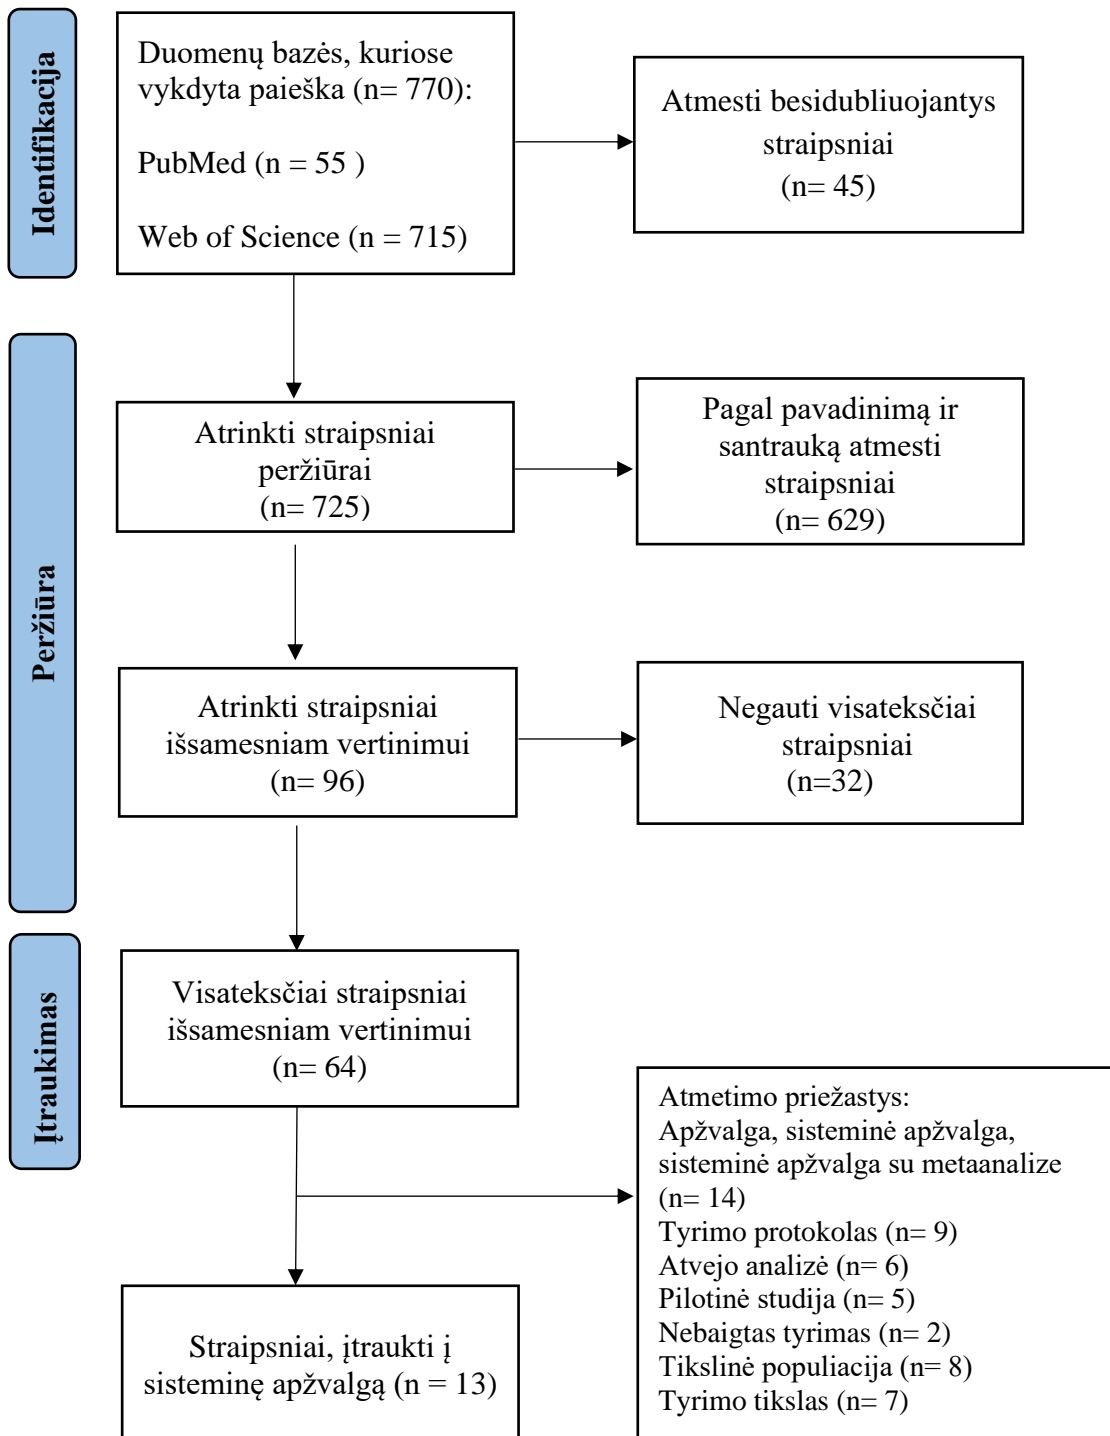 Identifikacija
Duomenų bazės, kuriose
vykdyta paieška (n= 770):
PubMed (n = 55 )
Web of Science (n = 715)
Atmesti besidubliuojantys
straipsniai
(n= 45)
Peržiūra
Atrinkti straipsniai
peržiūrai
(n= 725)
Pagal pavadinimą ir
santrauką atmesti
straipsniai
(n= 629)
Atrinkti straipsniai
išsamesniam vertinimui
(n= 96)
Negauti visateksčiai
straipsniai
(n=32)
Įtraukimas
Visateksčiai straipsniai
išsamesniam vertinimui
(n= 64)
Atmetimo priežastys:
Apžvalga, sisteminė apžvalga,
sisteminė apžvalga su metaanalize
(n= 14)
Tyrimo protokolas (n= 9)
Atvejo analizė (n= 6)
Pilotinė studija (n= 5)
Nebaigtas tyrimas (n= 2)
Tikslinė populiacija (n= 8)
Tyrimo tikslas (n= 7)
Straipsniai, įtraukti į
sisteminę apžvalgą (n = 13)